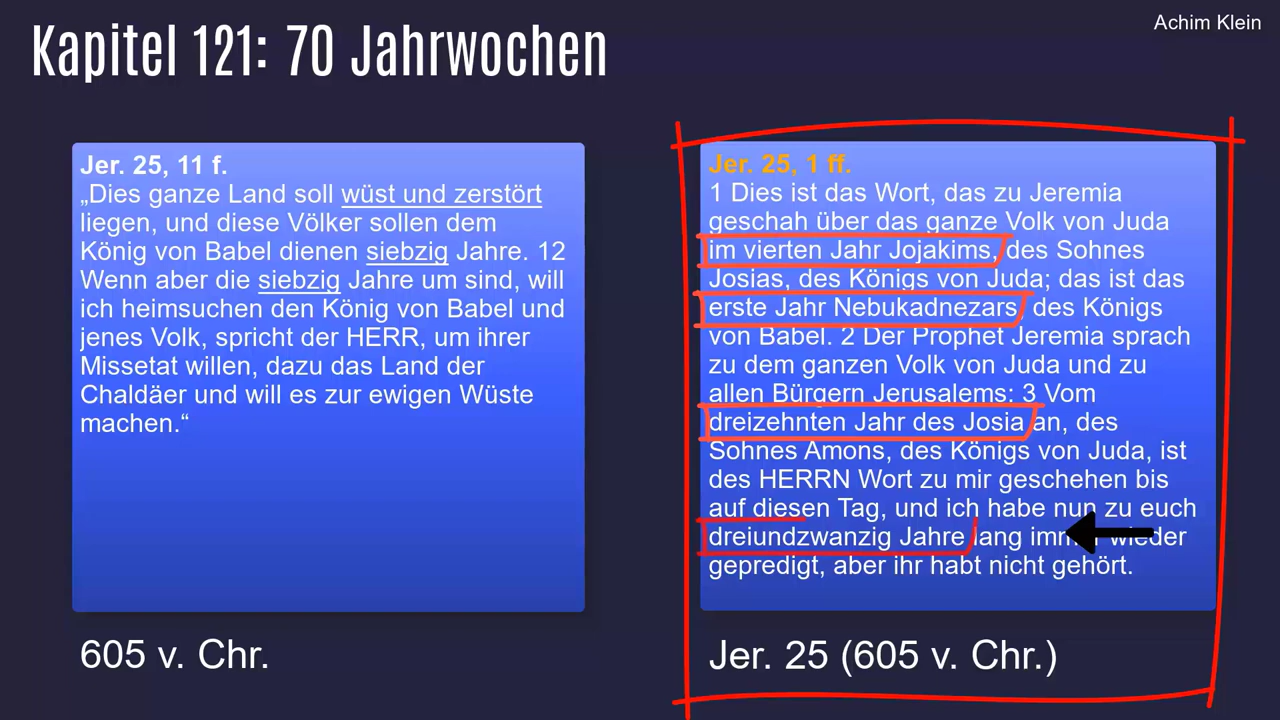 Achim Klein
Kapitel 121: 70 Jahrwochen
Jer. 25, 11 f.
„Dies ganze Land soll wüst und zerstört
liegen, und diese Völker sollen dem
König von Babel dienen siebzig Jahre. 12
Wenn aber die siebzig Jahre um sind, will
ich heimsuchen den König von Babel und
jenes Volk, spricht der HERR, um ihrer
Missetat willen, dazu das Land der
Chaldäer und will es zur ewigen Wüste
machen.“
605 v. Chr.
Jer. 25, 1 ff.
1 Dies ist das Wort, das zu Jeremia
geschah über das ganze Volk von Juda
im vierten Jahr Jojakims, des Sohnes
Josias, des Königs von Juda; das ist das
erste Jahr Nebukadnezars, des Königs
von Babel. 2 Der Prophet Jeremia sprach
zu dem ganzen Volk von Juda und zu
allen Bürgern Jerusalems: 3 Vom
dreizehnten Jahr des Josia an, des
Sohnes Amons, des Königs von Juda, ist
des HERRN Wort zu mir geschehen bis
auf diesen Tag, und ich habe nun zu euch
dreiundzwanzig Jahre lang immer wieder
gepredigt, aber ihr habt nicht gehört.
Jer. 25 (605 v. Chr.)